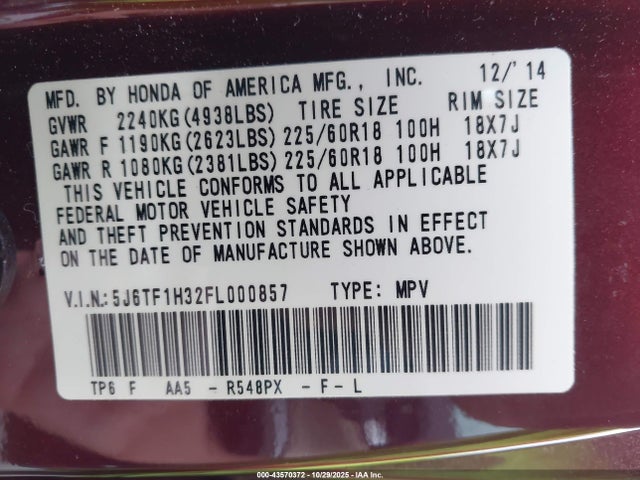 MFD. BY HONDA OF AMERICA MFG., INC. 12/'14
GVWR 2240KG(4938LBS) TIRE SIZE RIM SIZE
GAWR F 1190KG(2623LBS) 225/60R18 100H 18X7J
GAWR R 1080KG(2381LBS) 225/60R18 100H 18X7J
THIS VEHICLE CONFORMS TO ALL APPLICABLE
FEDERAL MOTOR VEHICLE SAFETY
AND THEFT PREVENTION STANDARDS IN EFFECT
ON THE DATE OF MANUFACTURE SHOWN ABOVE.
V.I.N.:5J6TF1H32FL000857 TYPE: MPV
TP6 F AA5 - R548PX - F - L
000-43570372 - 10/29/2025 - IAA Inc.